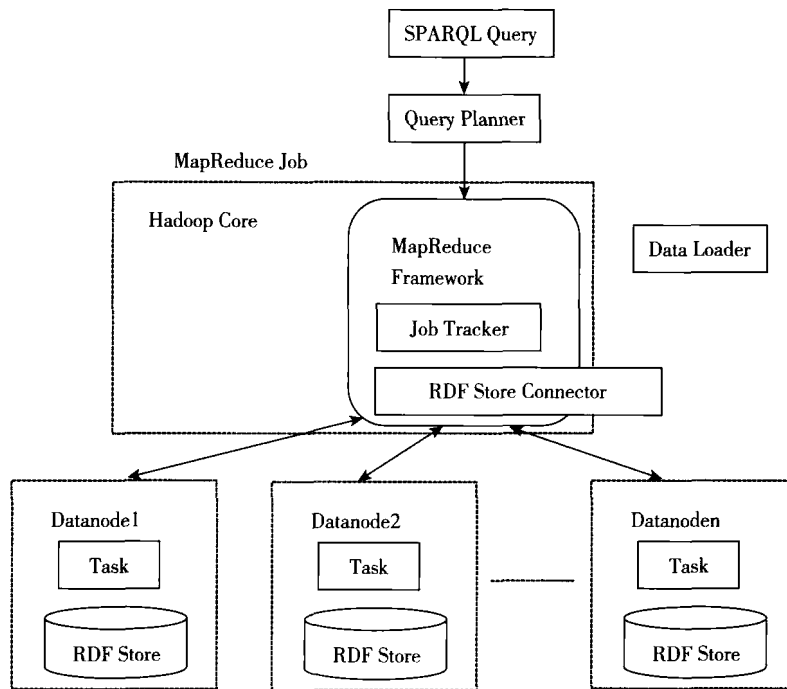 SPARQL Query
Query Planner
MapReduce Job
Hadoop Core
MapReduce
Framework
Data Loader
Job Tracker
RDF Store Connector
Datanode1
Datanode2
Datanoden
Task
Task
Task
RDF Store
RDF Store
RDF Store